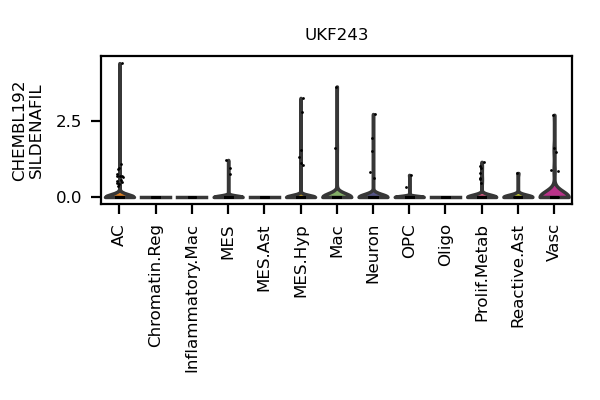 UKF243
CHEMBL192
SILDENAFIL
2.5
0.0
AC
Chromatin.Reg
Inflammatory.Mac
MES
MES.Ast
MES.Hyp
Mac
Neuron
OPC
Oligo
Prolif.Metab
Reactive.Ast
Vasc